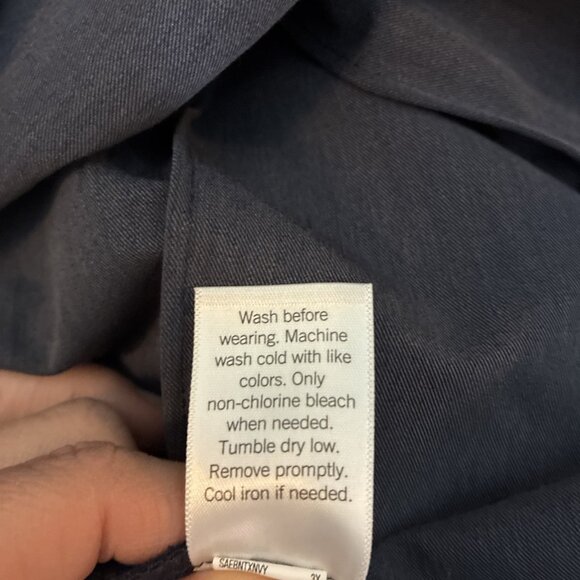 Wash before
wearing. Machine
wash cold with like
colors. Only
non-chlorine bleach
when needed.
Tumble dry low.
Remove promptly.
Cool iron if needed.